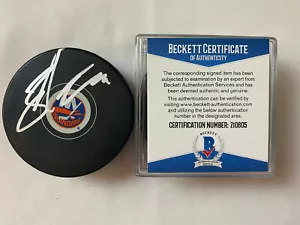 BECKETT CERTIFICATE
OF AUTHENTICITY
The corresponding signed item has been
subjected to examination by an expert from
Beckett Authentication Services and has
been deemed authentic and genuine.
This authentication can be verified by
visiting www.beckett-authentication.com and
utilizing the below authentication number
in the designated area.
CERTIFICATION NUMBER: Z10605
BECKETT
B